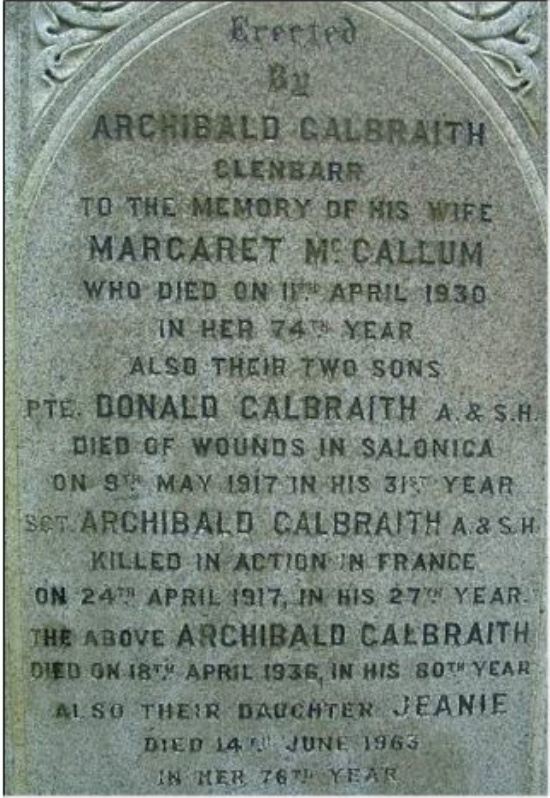 Erected
By
ARCHIBALD GALBRAITH
GLENBARR
TO THE MEMORY OF HIS WIFE
MARGARET McCALLUM
WHO DIED ON 11TH APRIL 1930
IN HER 74TH YEAR
ALSO THEIR TWO SONS
PTE. DONALD GALBRAITH A. & S.H.
DIED OF WOUNDS IN SALONICA
ON 9TH MAY 1917 IN HIS 31ST YEAR
SGT. ARCHIBALD GALBRAITH A. & S.H.
KILLED IN ACTION IN FRANCE
ON 24TH APRIL 1917, IN HIS 27TH YEAR.
THE ABOVE ARCHIBALD GALBRAITH
DIED ON 18TH APRIL 1936, IN HIS 80TH YEAR
ALSO THEIR DAUGHTER JEANIE
DIED 14TH JUNE 1963
IN HER 76TH YEAR